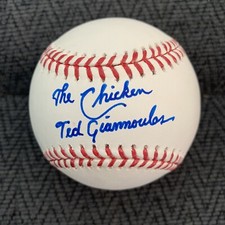 The Chicken
Ted Giannoulas